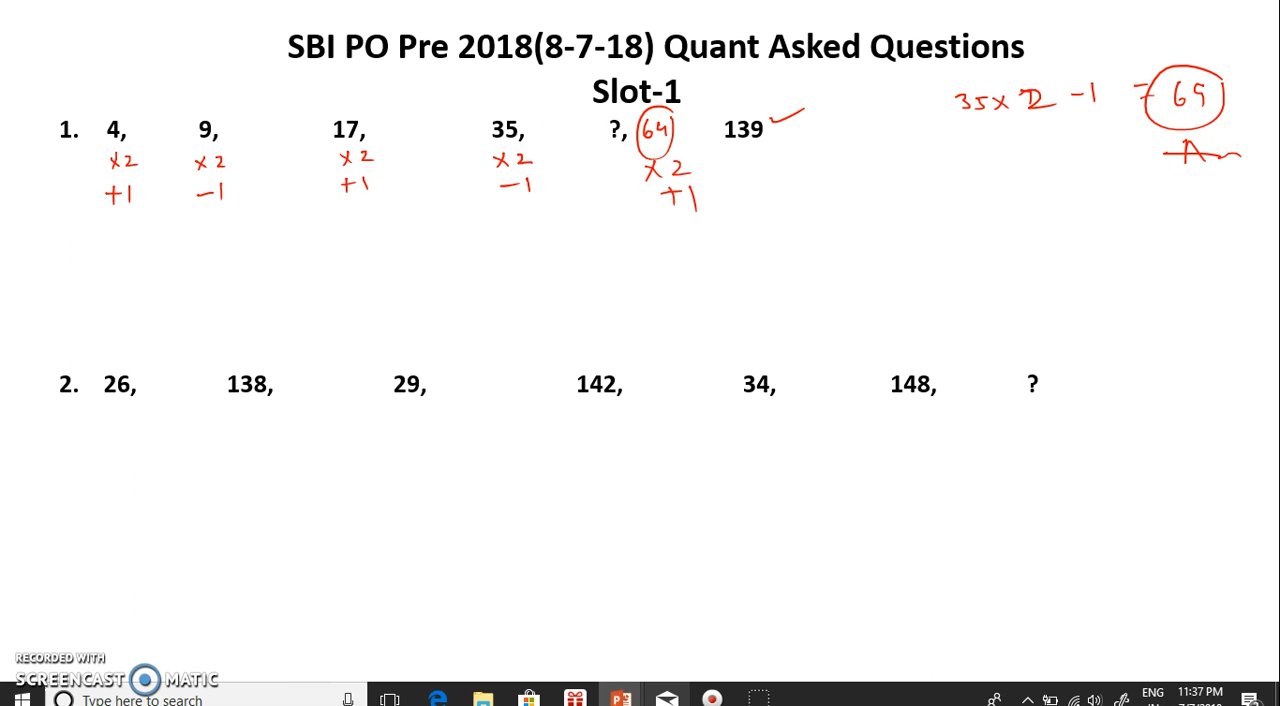 SBI PO Pre 2018(8-7-18) Quant Asked Questions
Slot-1
35 x 2 -1 = 69
1. 4, 9, 17, 35, ?, 64 139
x2 x2 x2 x2 x2
+1 -1 +1 -1 +1
2. 26, 138, 29, 142, 34, 148, ?
RECORDED WITH
SCREENCAST MATIC
Type here to search
ENG 11:37 PM